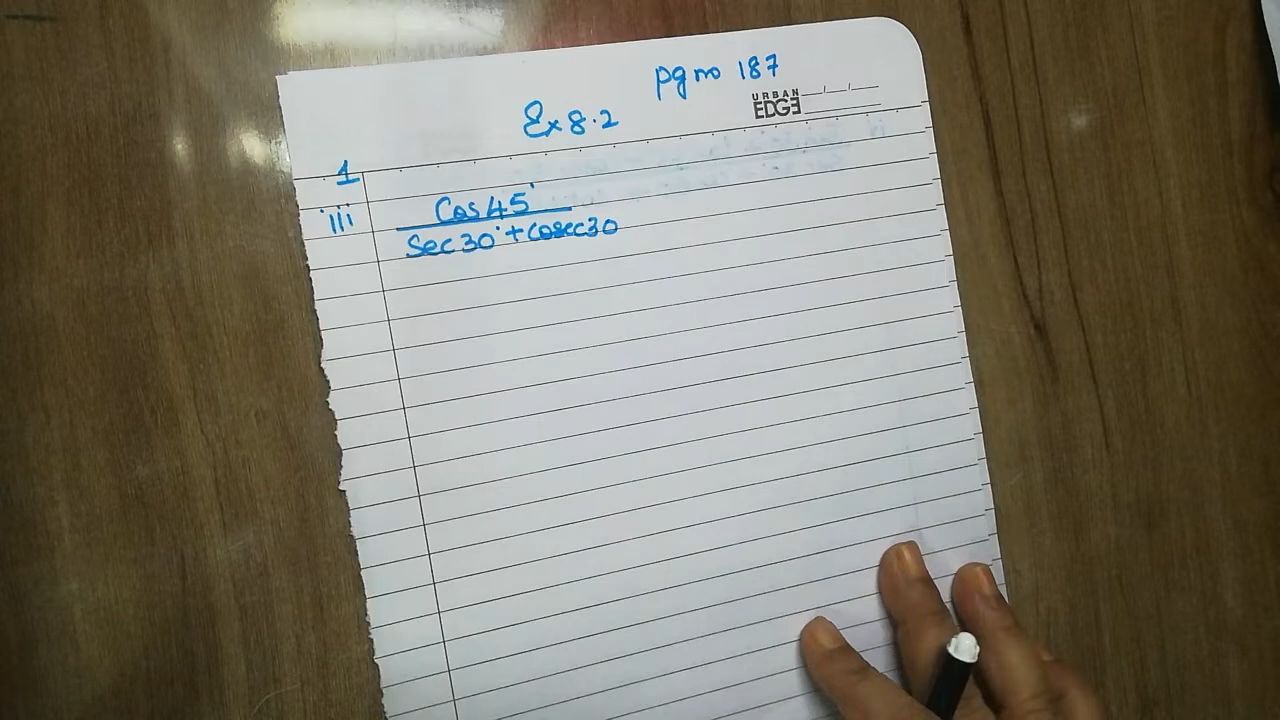 pg no 187
URBAN
EDGE
Ex 8.2
1
iii
Cos 45°
Sec 30° + Cosec 30